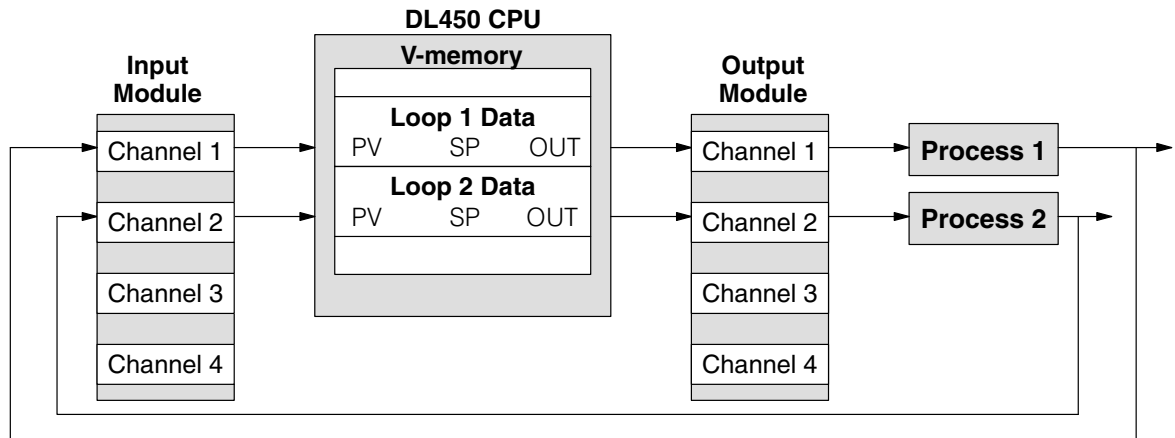 DL450 CPU
V-memory
Input
Module
Output
Module
Loop 1 Data
PV SP OUT
Loop 2 Data
PV SP OUT
Channel 1
Channel 2
Channel 3
Channel 4
Channel 1
Channel 2
Channel 3
Channel 4
Process 1
Process 2